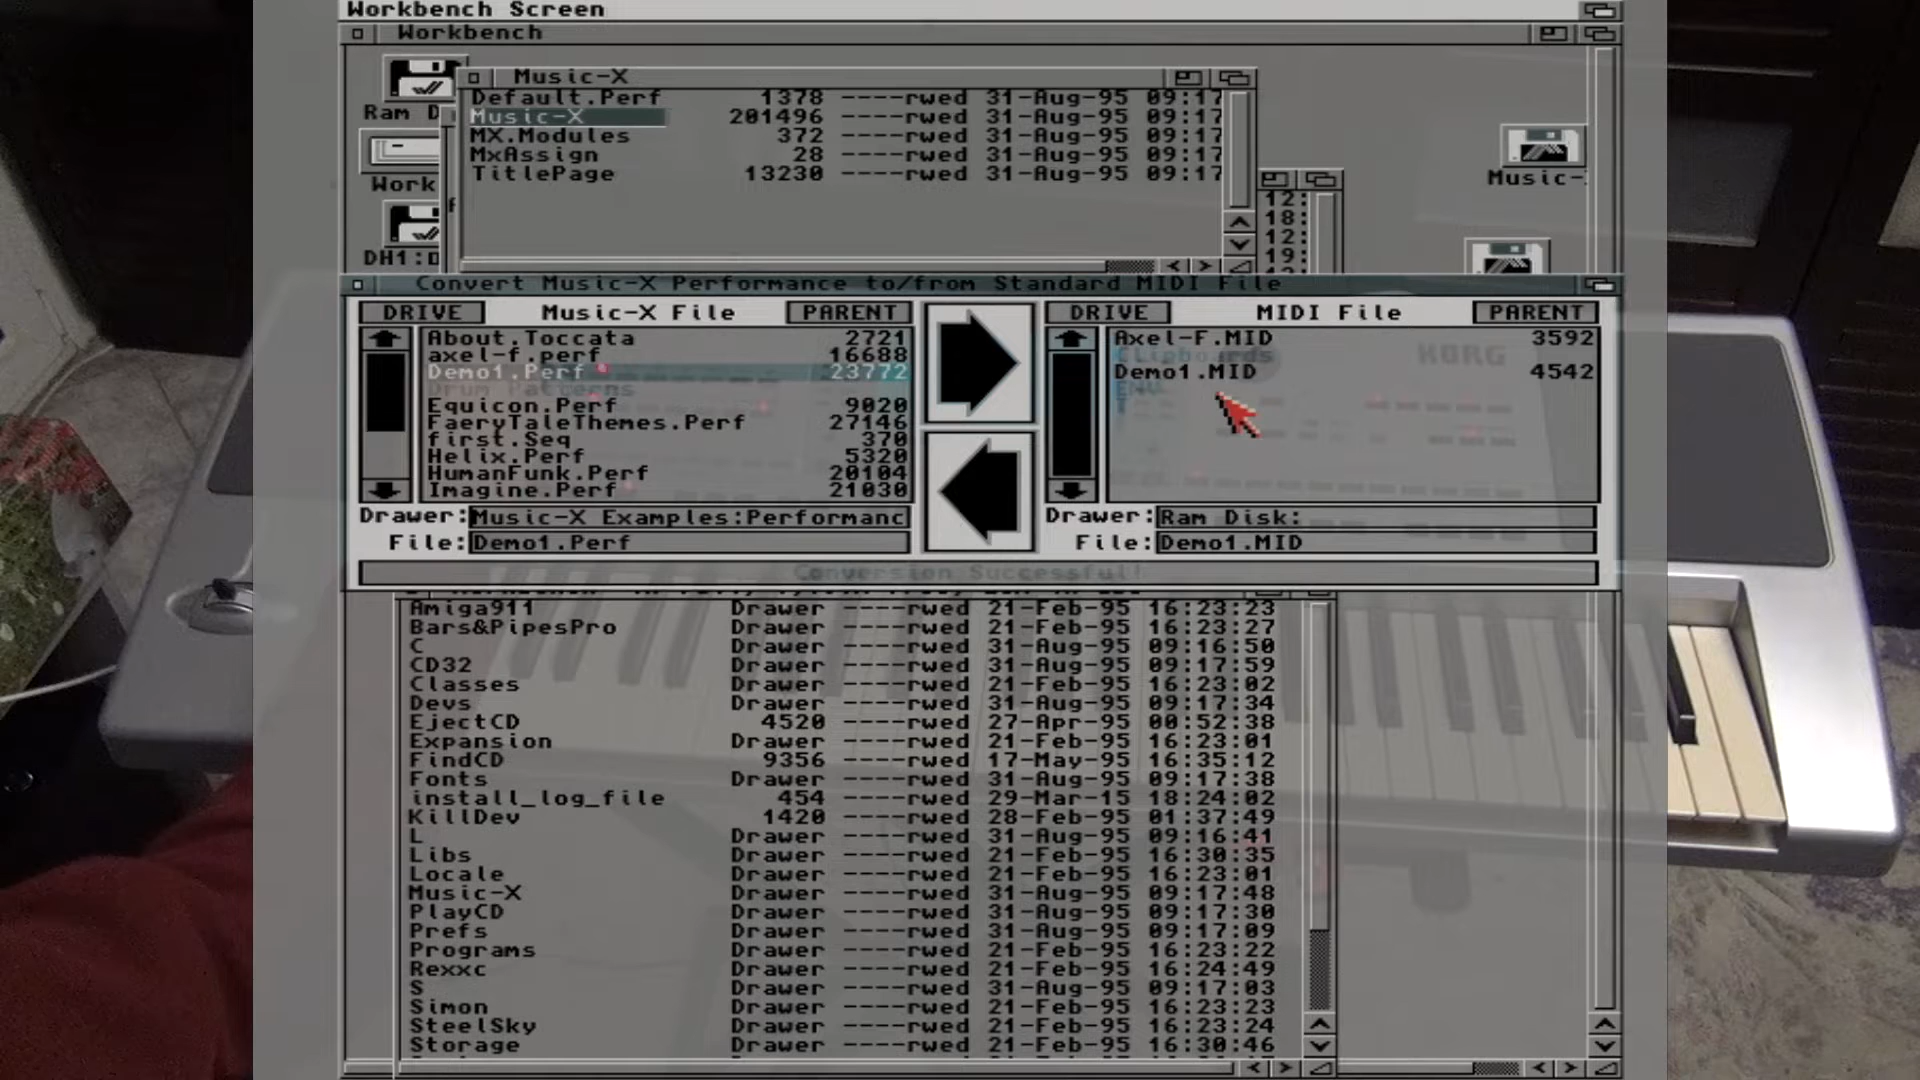 Workbench Screen
Workbench
Music-X
Default.Perf 1378 ----rwed 31-Aug-95 09:17
Music-X 201496 ----rwed 31-Aug-95 09:17
MX.Modules 372 ----rwed 31-Aug-95 09:17
MxAssign 28 ----rwed 31-Aug-95 09:17
TitlePage 13230 ----rwed 31-Aug-95 09:17
Ram D
Work
DH1:D
Music-
12:
18:
12:
19:
Convert Music-X Performance to/from Standard MIDI File
DRIVE Music-X File PARENT
About.Toccata 2721
axel-f.perf 16688
Demo1.Perf 23772
Drum Patterns
Equicon.Perf 9020
FaeryTaleThemes.Perf 27146
first.Seq 370
Helix.Perf 5320
HumanFunk.Perf 20104
Imagine.Perf 21030
Drawer:Music-X Examples:Performanc
File:Demo1.Perf
DRIVE MIDI File PARENT
Axel-F.MID 3592
Clipboards
Demo1.MID 4542
ENV
T
KORG
Drawer:Ram Disk:
File:Demo1.MID
Conversion Successful!
Amiga911 Drawer ----rwed 21-Feb-95 16:23:23
Bars&PipesPro Drawer ----rwed 21-Feb-95 16:23:27
C Drawer ----rwed 31-Aug-95 09:16:50
CD32 Drawer ----rwed 31-Aug-95 09:17:59
Classes Drawer ----rwed 21-Feb-95 16:23:02
Devs Drawer ----rwed 31-Aug-95 09:17:34
EjectCD 4520 ----rwed 27-Apr-95 00:52:38
Expansion Drawer ----rwed 21-Feb-95 16:23:01
FindCD 9356 ----rwed 17-May-95 16:35:12
Fonts Drawer ----rwed 31-Aug-95 09:17:38
install_log_file 454 ----rwed 29-Mar-15 18:24:02
KillDev 1420 ----rwed 28-Feb-95 01:37:49
L Drawer ----rwed 31-Aug-95 09:16:41
Libs Drawer ----rwed 21-Feb-95 16:30:35
Locale Drawer ----rwed 21-Feb-95 16:23:01
Music-X Drawer ----rwed 31-Aug-95 09:17:48
PlayCD Drawer ----rwed 31-Aug-95 09:17:30
Prefs Drawer ----rwed 31-Aug-95 09:17:09
Programs Drawer ----rwed 21-Feb-95 16:23:22
Rexxc Drawer ----rwed 21-Feb-95 16:24:49
S Drawer ----rwed 31-Aug-95 09:17:03
Simon Drawer ----rwed 21-Feb-95 16:23:23
SteelSky Drawer ----rwed 21-Feb-95 16:23:24
Storage Drawer ----rwed 21-Feb-95 16:30:46